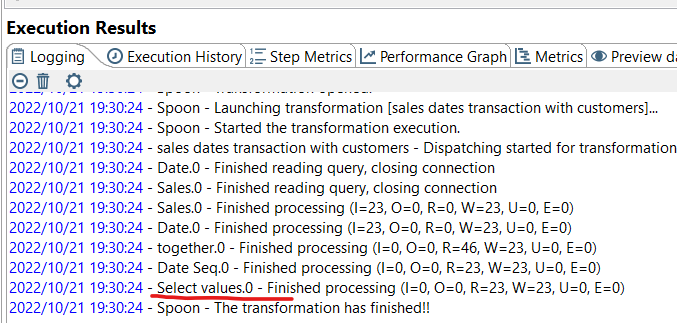 Execution Results
Logging Execution History Step Metrics Performance Graph Metrics Preview da
2022/10/21 19:30:24 - Spoon - Transformation opened.
2022/10/21 19:30:24 - Spoon - Launching transformation [sales dates transaction with customers]...
2022/10/21 19:30:24 - Spoon - Started the transformation execution.
2022/10/21 19:30:24 - sales dates transaction with customers - Dispatching started for transformation
2022/10/21 19:30:24 - Date.0 - Finished reading query, closing connection
2022/10/21 19:30:24 - Sales.0 - Finished reading query, closing connection
2022/10/21 19:30:24 - Sales.0 - Finished processing (I=23, O=0, R=0, W=23, U=0, E=0)
2022/10/21 19:30:24 - Date.0 - Finished processing (I=23, O=0, R=0, W=23, U=0, E=0)
2022/10/21 19:30:24 - together.0 - Finished processing (I=0, O=0, R=46, W=23, U=0, E=0)
2022/10/21 19:30:24 - Date Seq.0 - Finished processing (I=0, O=0, R=23, W=23, U=0, E=0)
2022/10/21 19:30:24 - Select values.0 - Finished processing (I=0, O=0, R=23, W=23, U=0, E=0)
2022/10/21 19:30:24 - Spoon - The transformation has finished!!